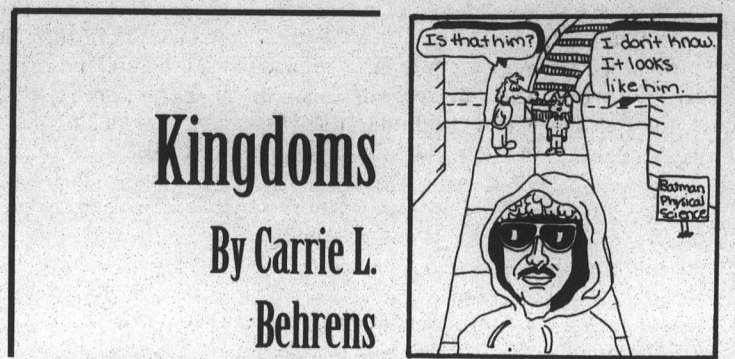 Kingdoms
By Carrie L.
Behrens
Is that him?
I don't know.
It looks
like him.
Batman
Physical
Science